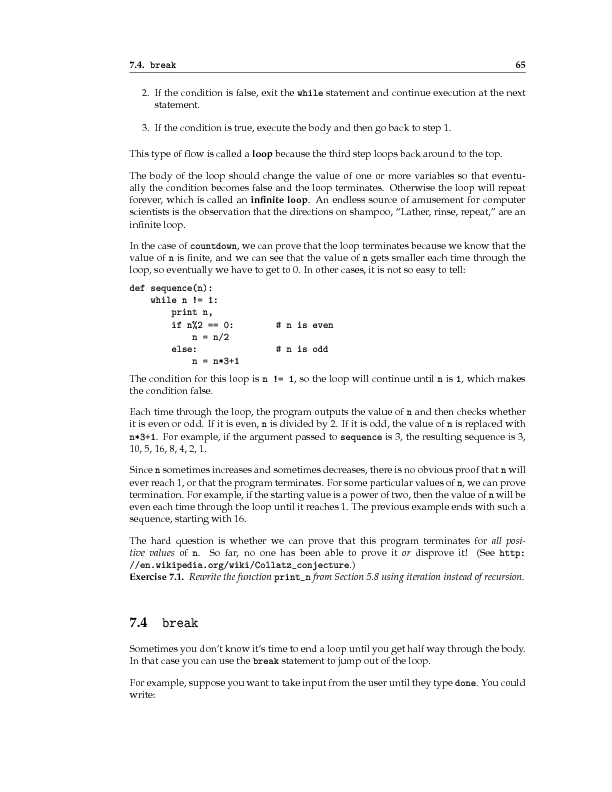 7.4. break 65
2. If the condition is false, exit the while statement and continue execution at the next
statement.
3. If the condition is true, execute the body and then go back to step 1.
This type of flow is called a loop because the third step loops back around to the top.
The body of the loop should change the value of one or more variables so that eventu-
ally the condition becomes false and the loop terminates. Otherwise the loop will repeat
forever, which is called an infinite loop. An endless source of amusement for computer
scientists is the observation that the directions on shampoo, “Lather, rinse, repeat,” are an
infinite loop.
In the case of countdown, we can prove that the loop terminates because we know that the
value of n is finite, and we can see that the value of n gets smaller each time through the
loop, so eventually we have to get to 0. In other cases, it is not so easy to tell:
def sequence(n):
    while n != 1:
        print n,
        if n%2 == 0:        # n is even
            n = n/2
        else:               # n is odd
            n = n*3+1
The condition for this loop is n != 1, so the loop will continue until n is 1, which makes
the condition false.
Each time through the loop, the program outputs the value of n and then checks whether
it is even or odd. If it is even, n is divided by 2. If it is odd, the value of n is replaced with
n*3+1. For example, if the argument passed to sequence is 3, the resulting sequence is 3,
10, 5, 16, 8, 4, 2, 1.
Since n sometimes increases and sometimes decreases, there is no obvious proof that n will
ever reach 1, or that the program terminates. For some particular values of n, we can prove
termination. For example, if the starting value is a power of two, then the value of n will be
even each time through the loop until it reaches 1. The previous example ends with such a
sequence, starting with 16.
The hard question is whether we can prove that this program terminates for all posi-
tive values of n. So far, no one has been able to prove it or disprove it! (See http:
//en.wikipedia.org/wiki/Collatz_conjecture.)
Exercise 7.1. Rewrite the function print_n from Section 5.8 using iteration instead of recursion.
7.4 break
Sometimes you don’t know it’s time to end a loop until you get half way through the body.
In that case you can use the break statement to jump out of the loop.
For example, suppose you want to take input from the user until they type done. You could
write: